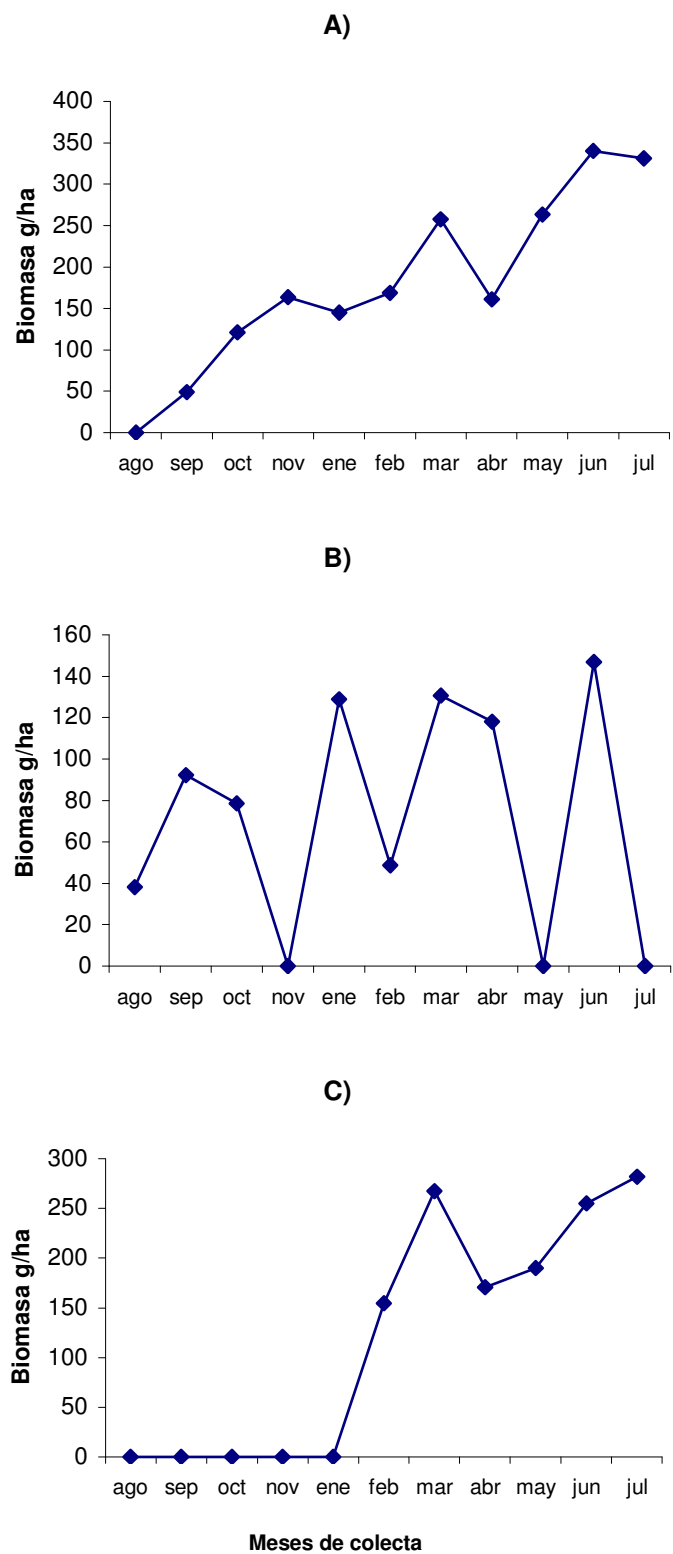 A)
400
350
300
250
200
150
100
50
0
Biomasa g/ha
ago sep oct nov ene feb mar abr may jun jul
B)
160
140
120
100
80
60
40
20
0
Biomasa g/ha
ago sep oct nov ene feb mar abr may jun jul
C)
300
250
200
150
100
50
0
Biomasa g/ha
ago sep oct nov ene feb mar abr may jun jul
Meses de colecta